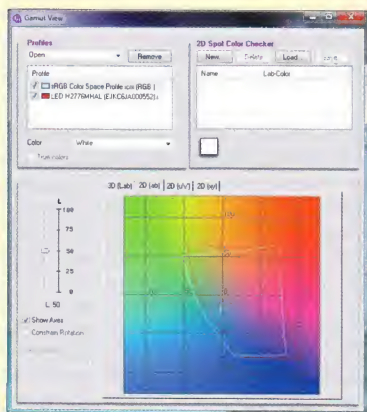 Gamut View
Profiles
Open
Remove
Profile
sRGB Color Space Profile.icm (RGB )
LED H2776MHAL (EJKC6JA000552).i
Color
White
True colors
2D Spot Color Checker
New
Delete
Load
Save
Name
Lab-Color
3D (Lab)
2D (ab)
2D (u'v')
2D (xy)
L
100
75
50
25
0
L: 50
Show Axes
Constrain Rotation